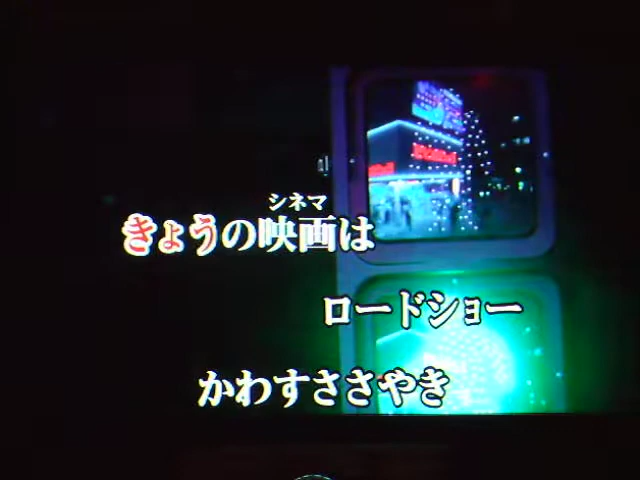 シネマ
きょうの映画は
ロードショー
かわすささやき